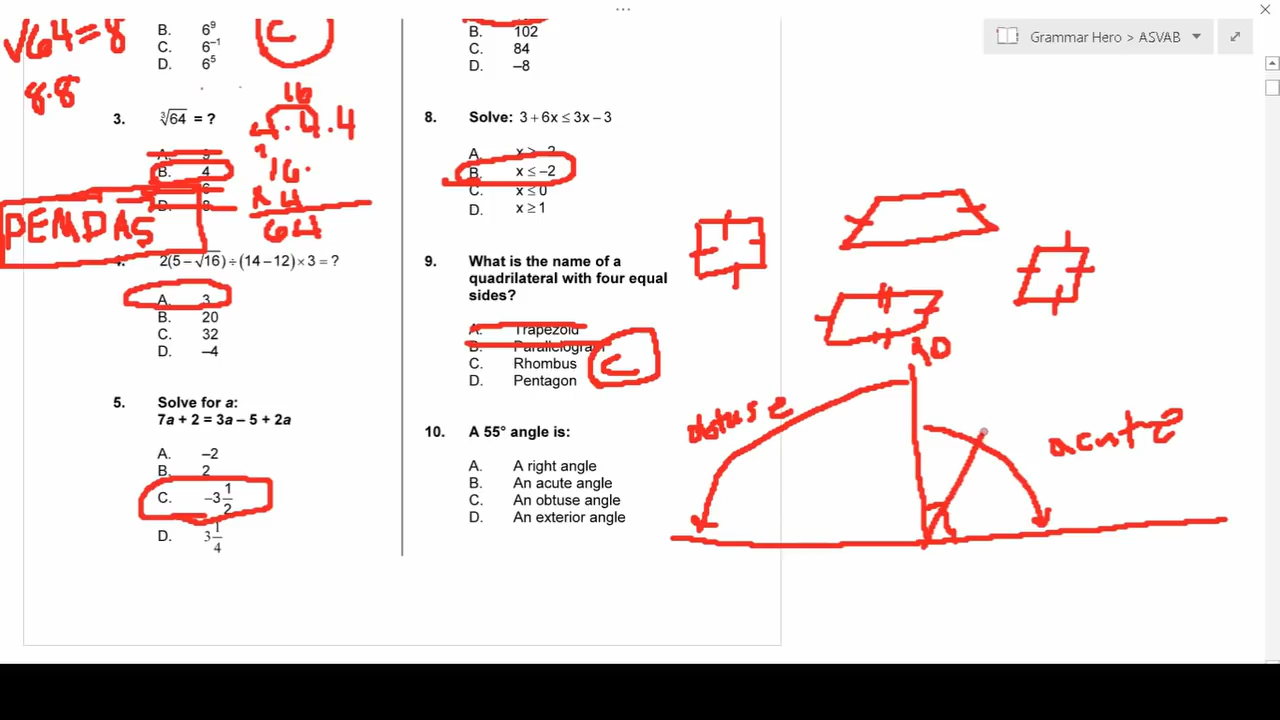 Grammar Hero > ASVAB
√64 = 8
8.8
B. 6⁹
C. 6⁻¹
D. 6⁵
C
3. ∛64 = ?
A. 9
B. 4
6
D. 8
16
4.4.4
16
x 4
64
PEMDAS
4. 2(5 – √16) ÷ (14 – 12) × 3 = ?
A. 3
B. 20
C. 32
D. –4
5. Solve for a:
7a + 2 = 3a – 5 + 2a
A. –2
B. 2
C. –3 1/2
D. 3 1/4
B. 102
C. 84
D. –8
8. Solve: 3 + 6x ≤ 3x – 3
A.
B. x ≤ –2
C. x ≤ 0
D. x ≥ 1
9. What is the name of a
quadrilateral with four equal
sides?
A. Trapezoid
B. Parallelogram
C. Rhombus
D. Pentagon
C
10. A 55° angle is:
A. A right angle
B. An acute angle
C. An obtuse angle
D. An exterior angle
90
obtuse
acute